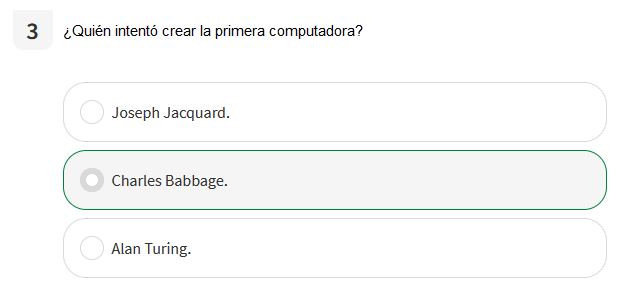 3 ¿Quién intentó crear la primera computadora?
Joseph Jacquard.
Charles Babbage.
Alan Turing.